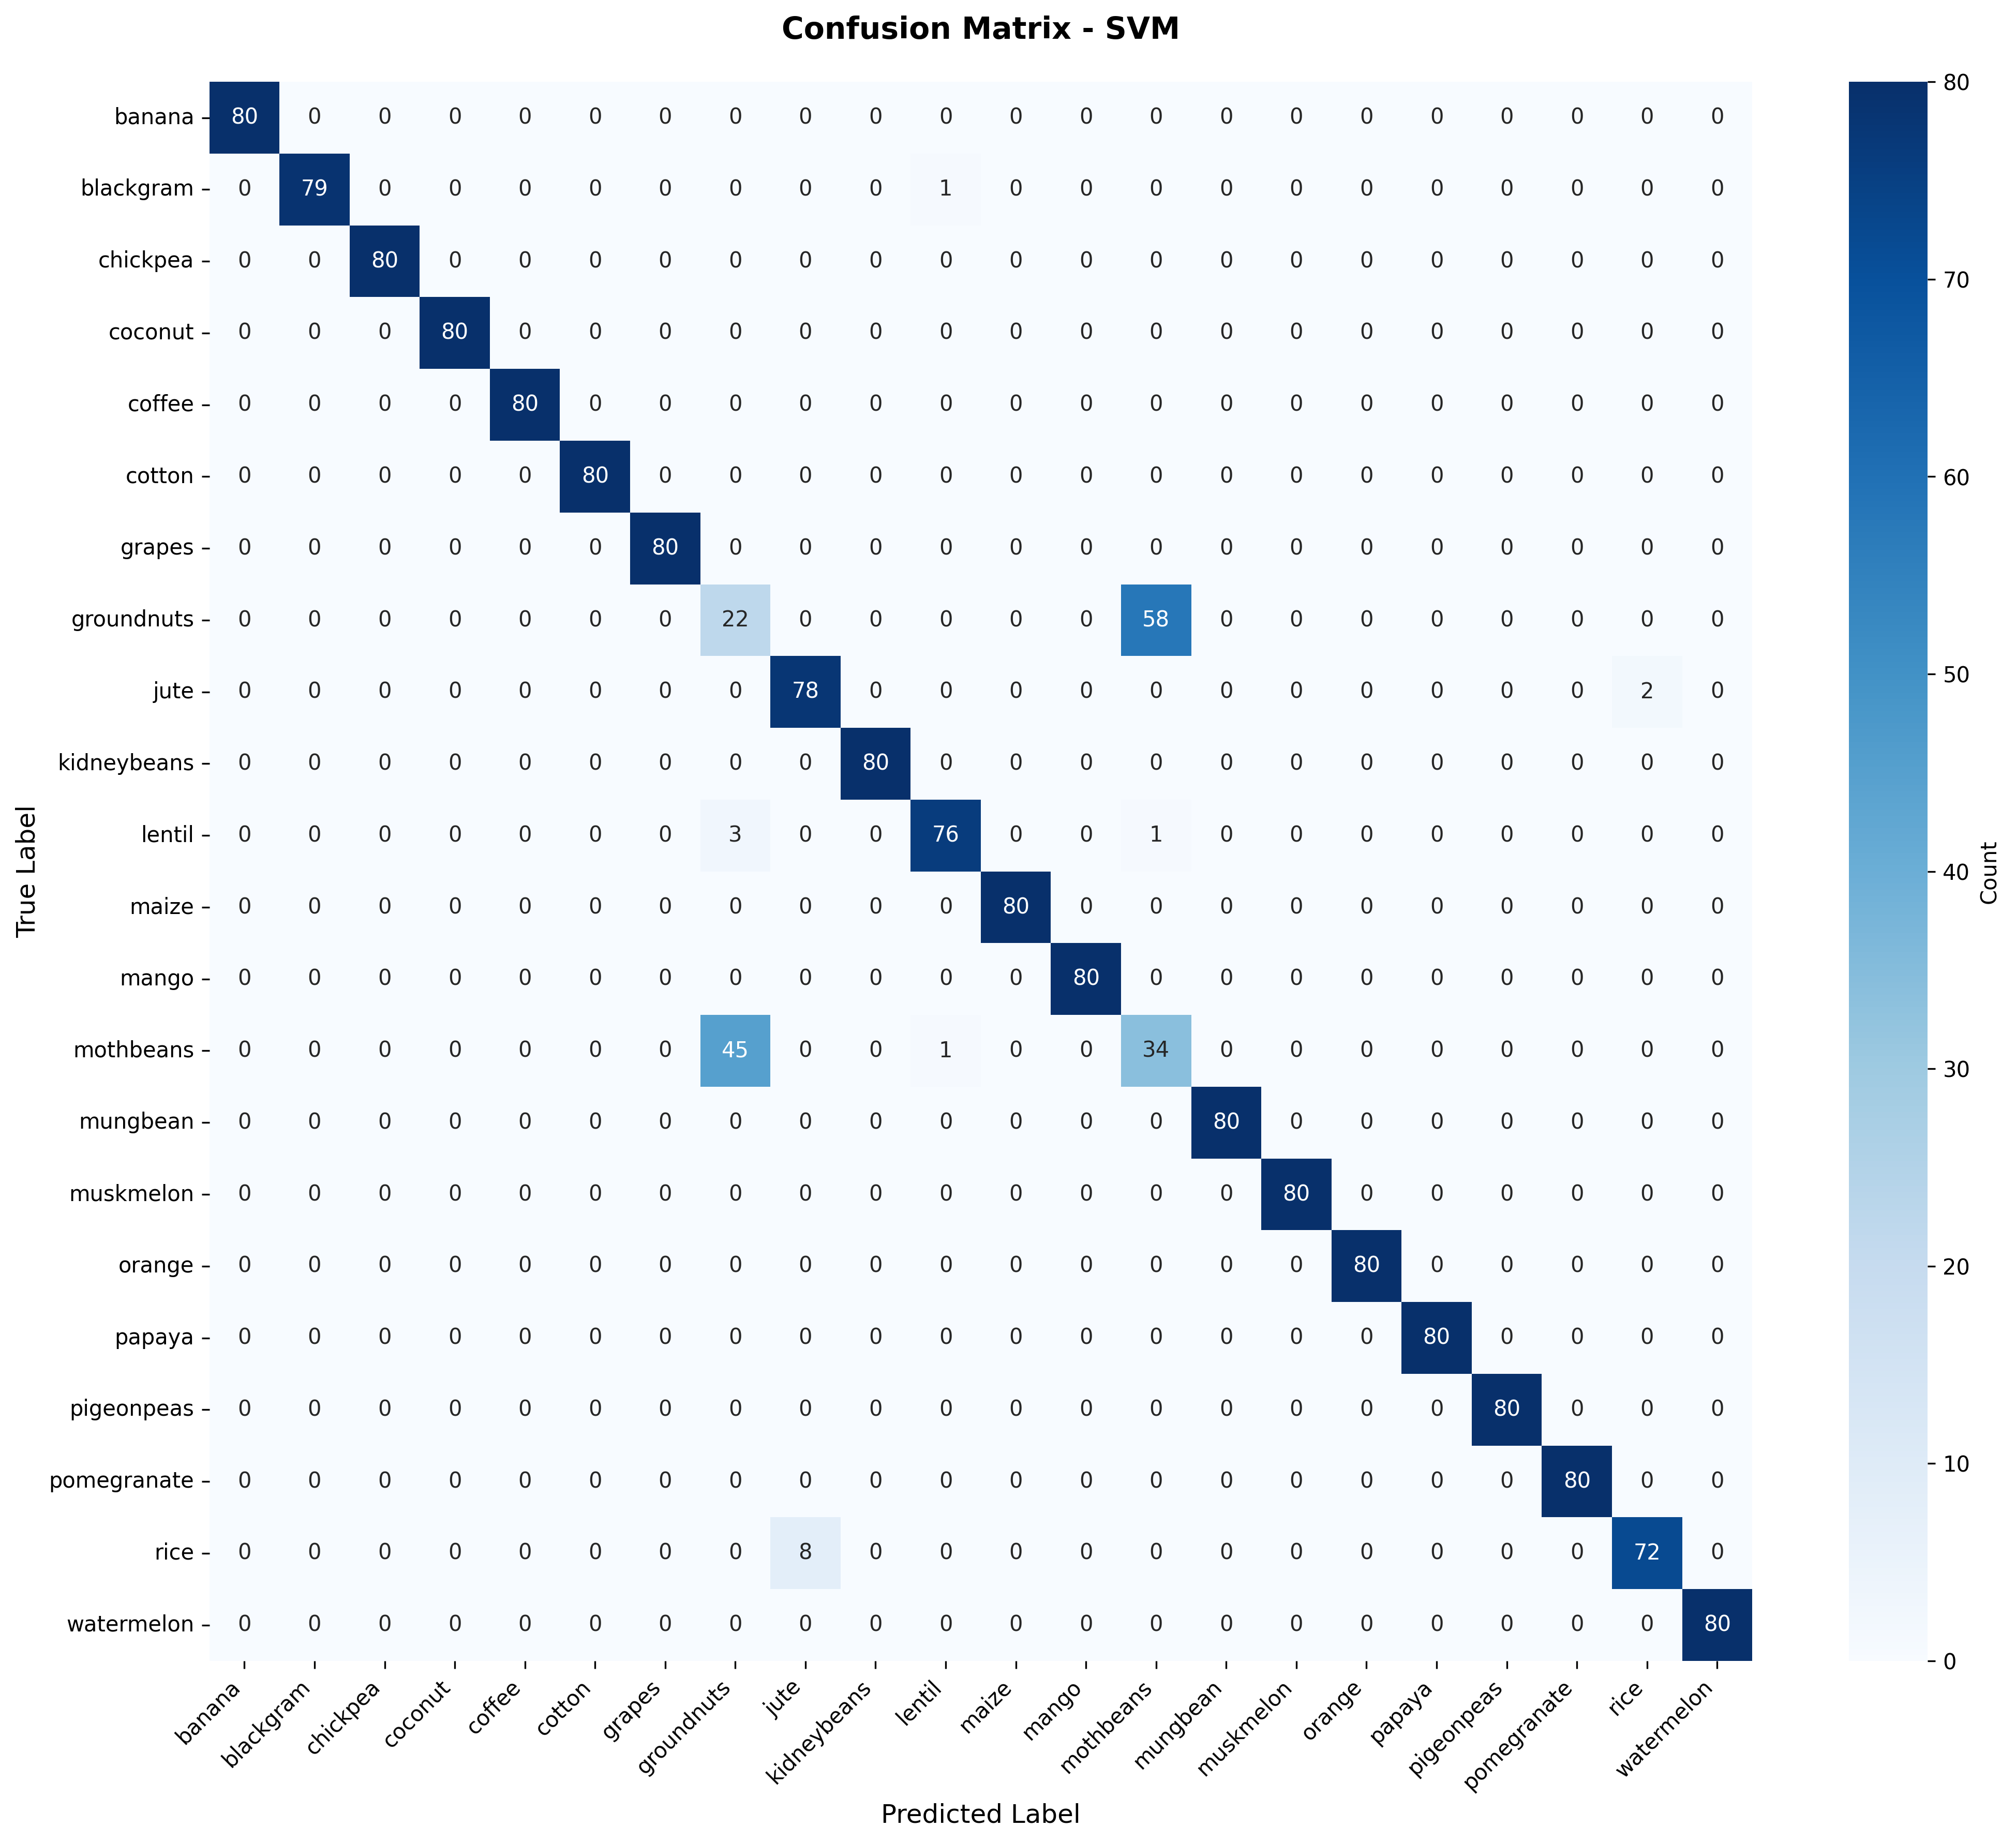 Confusion Matrix - SVM
banana 80 0 0 0 0 0 0 0 0 0 0 0 0 0 0 0 0 0 0 0 0 0
blackgram 0 79 0 0 0 0 0 0 0 0 1 0 0 0 0 0 0 0 0 0 0 0
chickpea 0 0 80 0 0 0 0 0 0 0 0 0 0 0 0 0 0 0 0 0 0 0
coconut 0 0 0 80 0 0 0 0 0 0 0 0 0 0 0 0 0 0 0 0 0 0
coffee 0 0 0 0 80 0 0 0 0 0 0 0 0 0 0 0 0 0 0 0 0 0
cotton 0 0 0 0 0 80 0 0 0 0 0 0 0 0 0 0 0 0 0 0 0 0
grapes 0 0 0 0 0 0 80 0 0 0 0 0 0 0 0 0 0 0 0 0 0 0
groundnuts 0 0 0 0 0 0 0 22 0 0 0 0 0 58 0 0 0 0 0 0 0 0
jute 0 0 0 0 0 0 0 0 78 0 0 0 0 0 0 0 0 0 0 0 2 0
kidneybeans 0 0 0 0 0 0 0 0 0 80 0 0 0 0 0 0 0 0 0 0 0 0
lentil 0 0 0 0 0 0 0 3 0 0 76 0 0 1 0 0 0 0 0 0 0 0
maize 0 0 0 0 0 0 0 0 0 0 0 80 0 0 0 0 0 0 0 0 0 0
mango 0 0 0 0 0 0 0 0 0 0 0 0 80 0 0 0 0 0 0 0 0 0
mothbeans 0 0 0 0 0 0 0 45 0 0 1 0 0 34 0 0 0 0 0 0 0 0
mungbean 0 0 0 0 0 0 0 0 0 0 0 0 0 0 80 0 0 0 0 0 0 0
muskmelon 0 0 0 0 0 0 0 0 0 0 0 0 0 0 0 80 0 0 0 0 0 0
orange 0 0 0 0 0 0 0 0 0 0 0 0 0 0 0 0 80 0 0 0 0 0
papaya 0 0 0 0 0 0 0 0 0 0 0 0 0 0 0 0 0 80 0 0 0 0
pigeonpeas 0 0 0 0 0 0 0 0 0 0 0 0 0 0 0 0 0 0 80 0 0 0
pomegranate 0 0 0 0 0 0 0 0 0 0 0 0 0 0 0 0 0 0 0 80 0 0
rice 0 0 0 0 0 0 0 0 8 0 0 0 0 0 0 0 0 0 0 0 72 0
watermelon 0 0 0 0 0 0 0 0 0 0 0 0 0 0 0 0 0 0 0 0 0 80
banana blackgram chickpea coconut coffee cotton grapes groundnuts jute kidneybeans lentil maize mango mothbeans mungbean muskmelon orange papaya pigeonpeas pomegranate rice watermelon
Predicted Label
True Label
80
70
60
50
40
30
20
10
0
Count